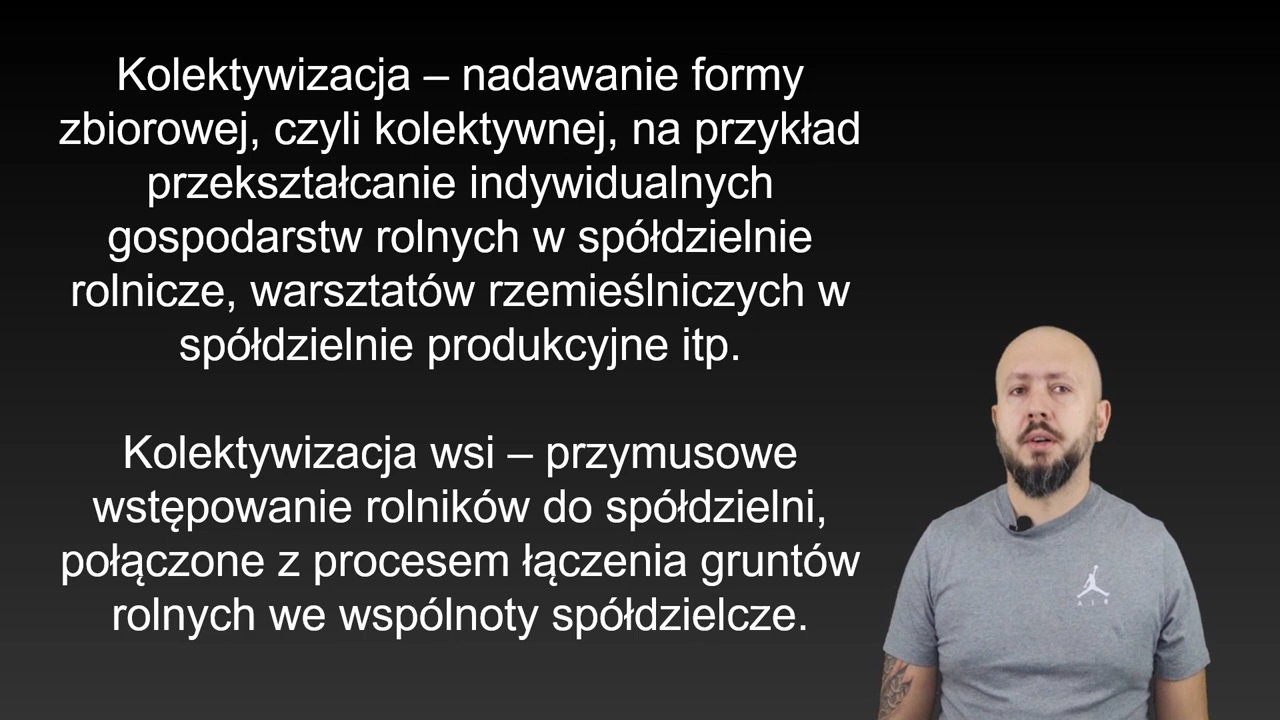 Kolektywizacja – nadawanie formy
zbiorowej, czyli kolektywnej, na przykład
przekształcanie indywidualnych
gospodarstw rolnych w spółdzielnie
rolnicze, warsztatów rzemieślniczych w
spółdzielnie produkcyjne itp.
Kolektywizacja wsi – przymusowe
wstępowanie rolników do spółdzielni,
połączone z procesem łączenia gruntów
rolnych we wspólnoty spółdzielcze.
AIR